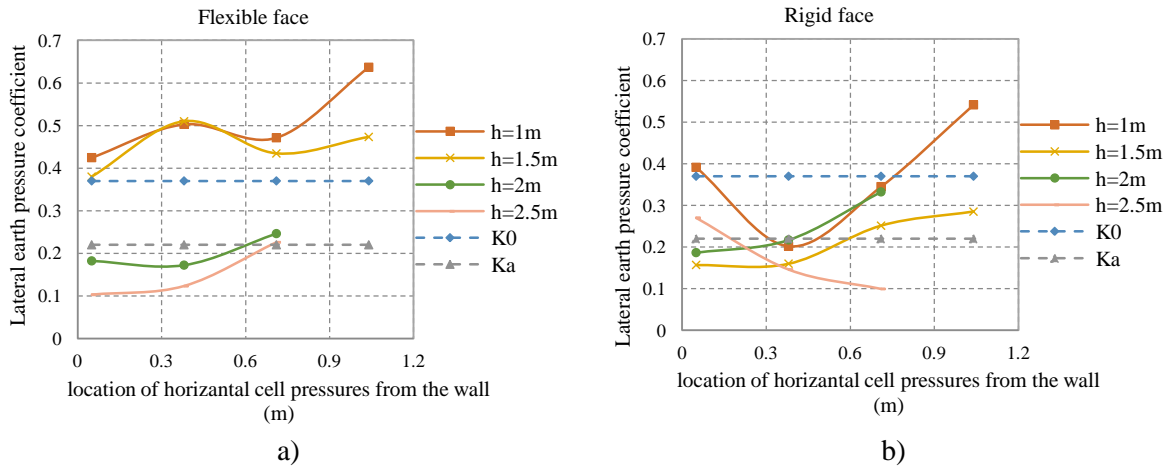 Flexible face
Lateral earth pressure coefficient
0.7
0.6
0.5
0.4
0.3
0.2
0.1
0
0
0.3
0.6
0.9
1.2
location of horizantal cell pressures from the wall
(m)
h=1m
h=1.5m
h=2m
h=2.5m
K0
Ka
a)
Rigid face
Lateral earth pressure coefficient
0.7
0.6
0.5
0.4
0.3
0.2
0.1
0
0
0.3
0.6
0.9
1.2
location of horizantal cell pressures from the wall
(m)
h=1m
h=1.5m
h=2m
h=2.5m
K0
Ka
b)